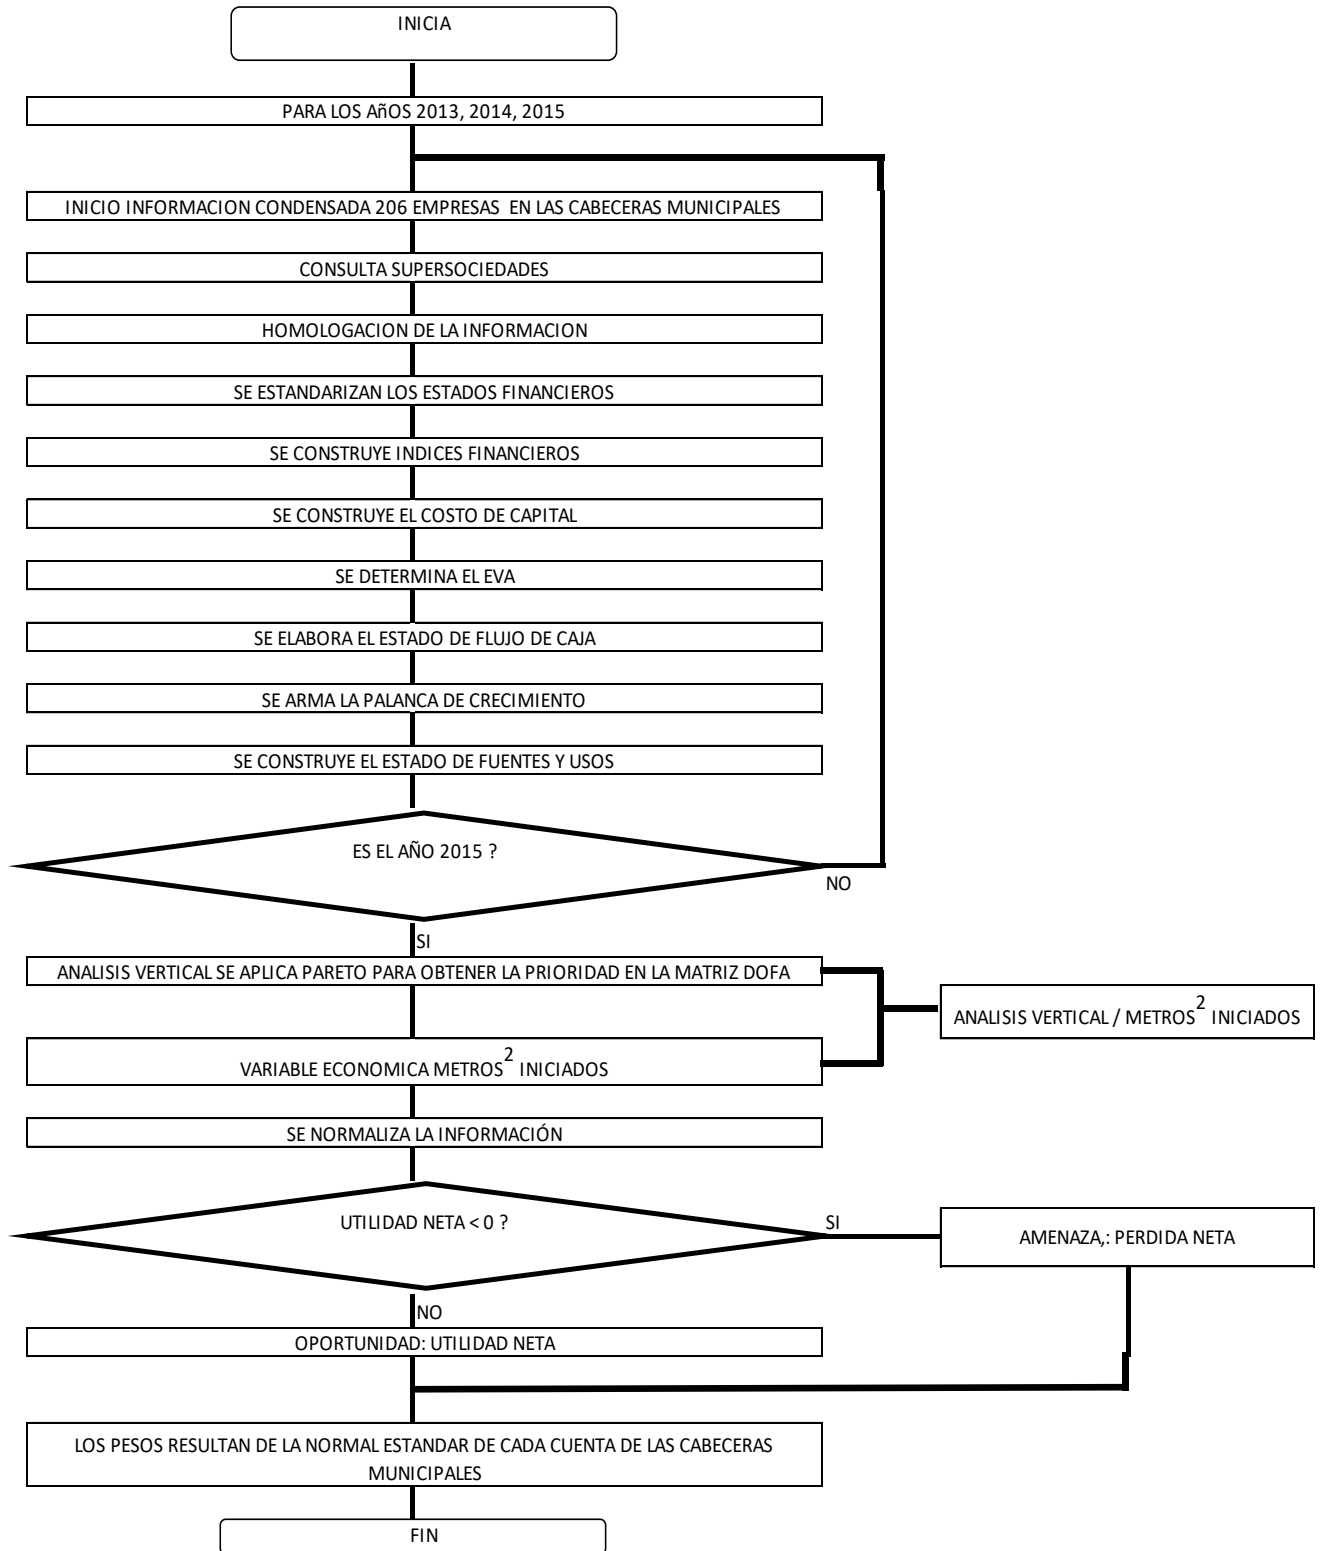 INICIA
PARA LOS AñOS 2013, 2014, 2015
INICIO INFORMACION CONDENSADA 206 EMPRESAS EN LAS CABECERAS MUNICIPALES
CONSULTA SUPERSOCIEDADES
HOMOLOGACION DE LA INFORMACION
SE ESTANDARIZAN LOS ESTADOS FINANCIEROS
SE CONSTRUYE INDICES FINANCIEROS
SE CONSTRUYE EL COSTO DE CAPITAL
SE DETERMINA EL EVA
SE ELABORA EL ESTADO DE FLUJO DE CAJA
SE ARMA LA PALANCA DE CRECIMIENTO
SE CONSTRUYE EL ESTADO DE FUENTES Y USOS
ES EL AÑO 2015 ?
NO
SI
ANALISIS VERTICAL SE APLICA PARETO PARA OBTENER LA PRIORIDAD EN LA MATRIZ DOFA
ANALISIS VERTICAL / METROS² INICIADOS
VARIABLE ECONOMICA METROS² INICIADOS
SE NORMALIZA LA INFORMACIÓN
UTILIDAD NETA < 0 ?
SI
AMENAZA,: PERDIDA NETA
NO
OPORTUNIDAD: UTILIDAD NETA
LOS PESOS RESULTAN DE LA NORMAL ESTANDAR DE CADA CUENTA DE LAS CABECERAS
MUNICIPALES
FIN